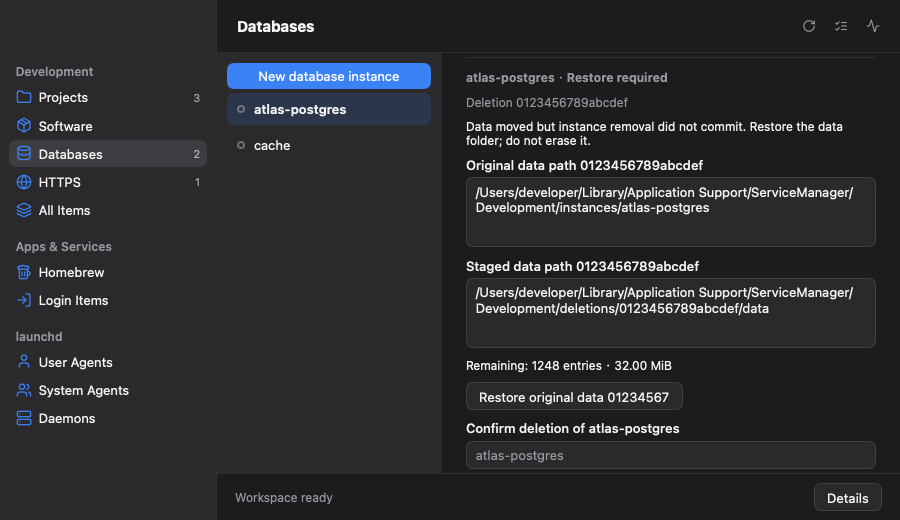 Databases
Development
Projects 3
Software
Databases 2
HTTPS 1
All Items
Apps & Services
Homebrew
Login Items
launchd
User Agents
System Agents
Daemons
New database instance
atlas-postgres
cache
atlas-postgres · Restore required
Deletion 0123456789abcdef
Data moved but instance removal did not commit. Restore the data
folder; do not erase it.
Original data path 0123456789abcdef
/Users/developer/Library/Application Support/ServiceManager/
Development/instances/atlas-postgres
Staged data path 0123456789abcdef
/Users/developer/Library/Application Support/ServiceManager/
Development/deletions/0123456789abcdef/data
Remaining: 1248 entries · 32.00 MiB
Restore original data 01234567
Confirm deletion of atlas-postgres
atlas-postgres
Workspace ready
Details